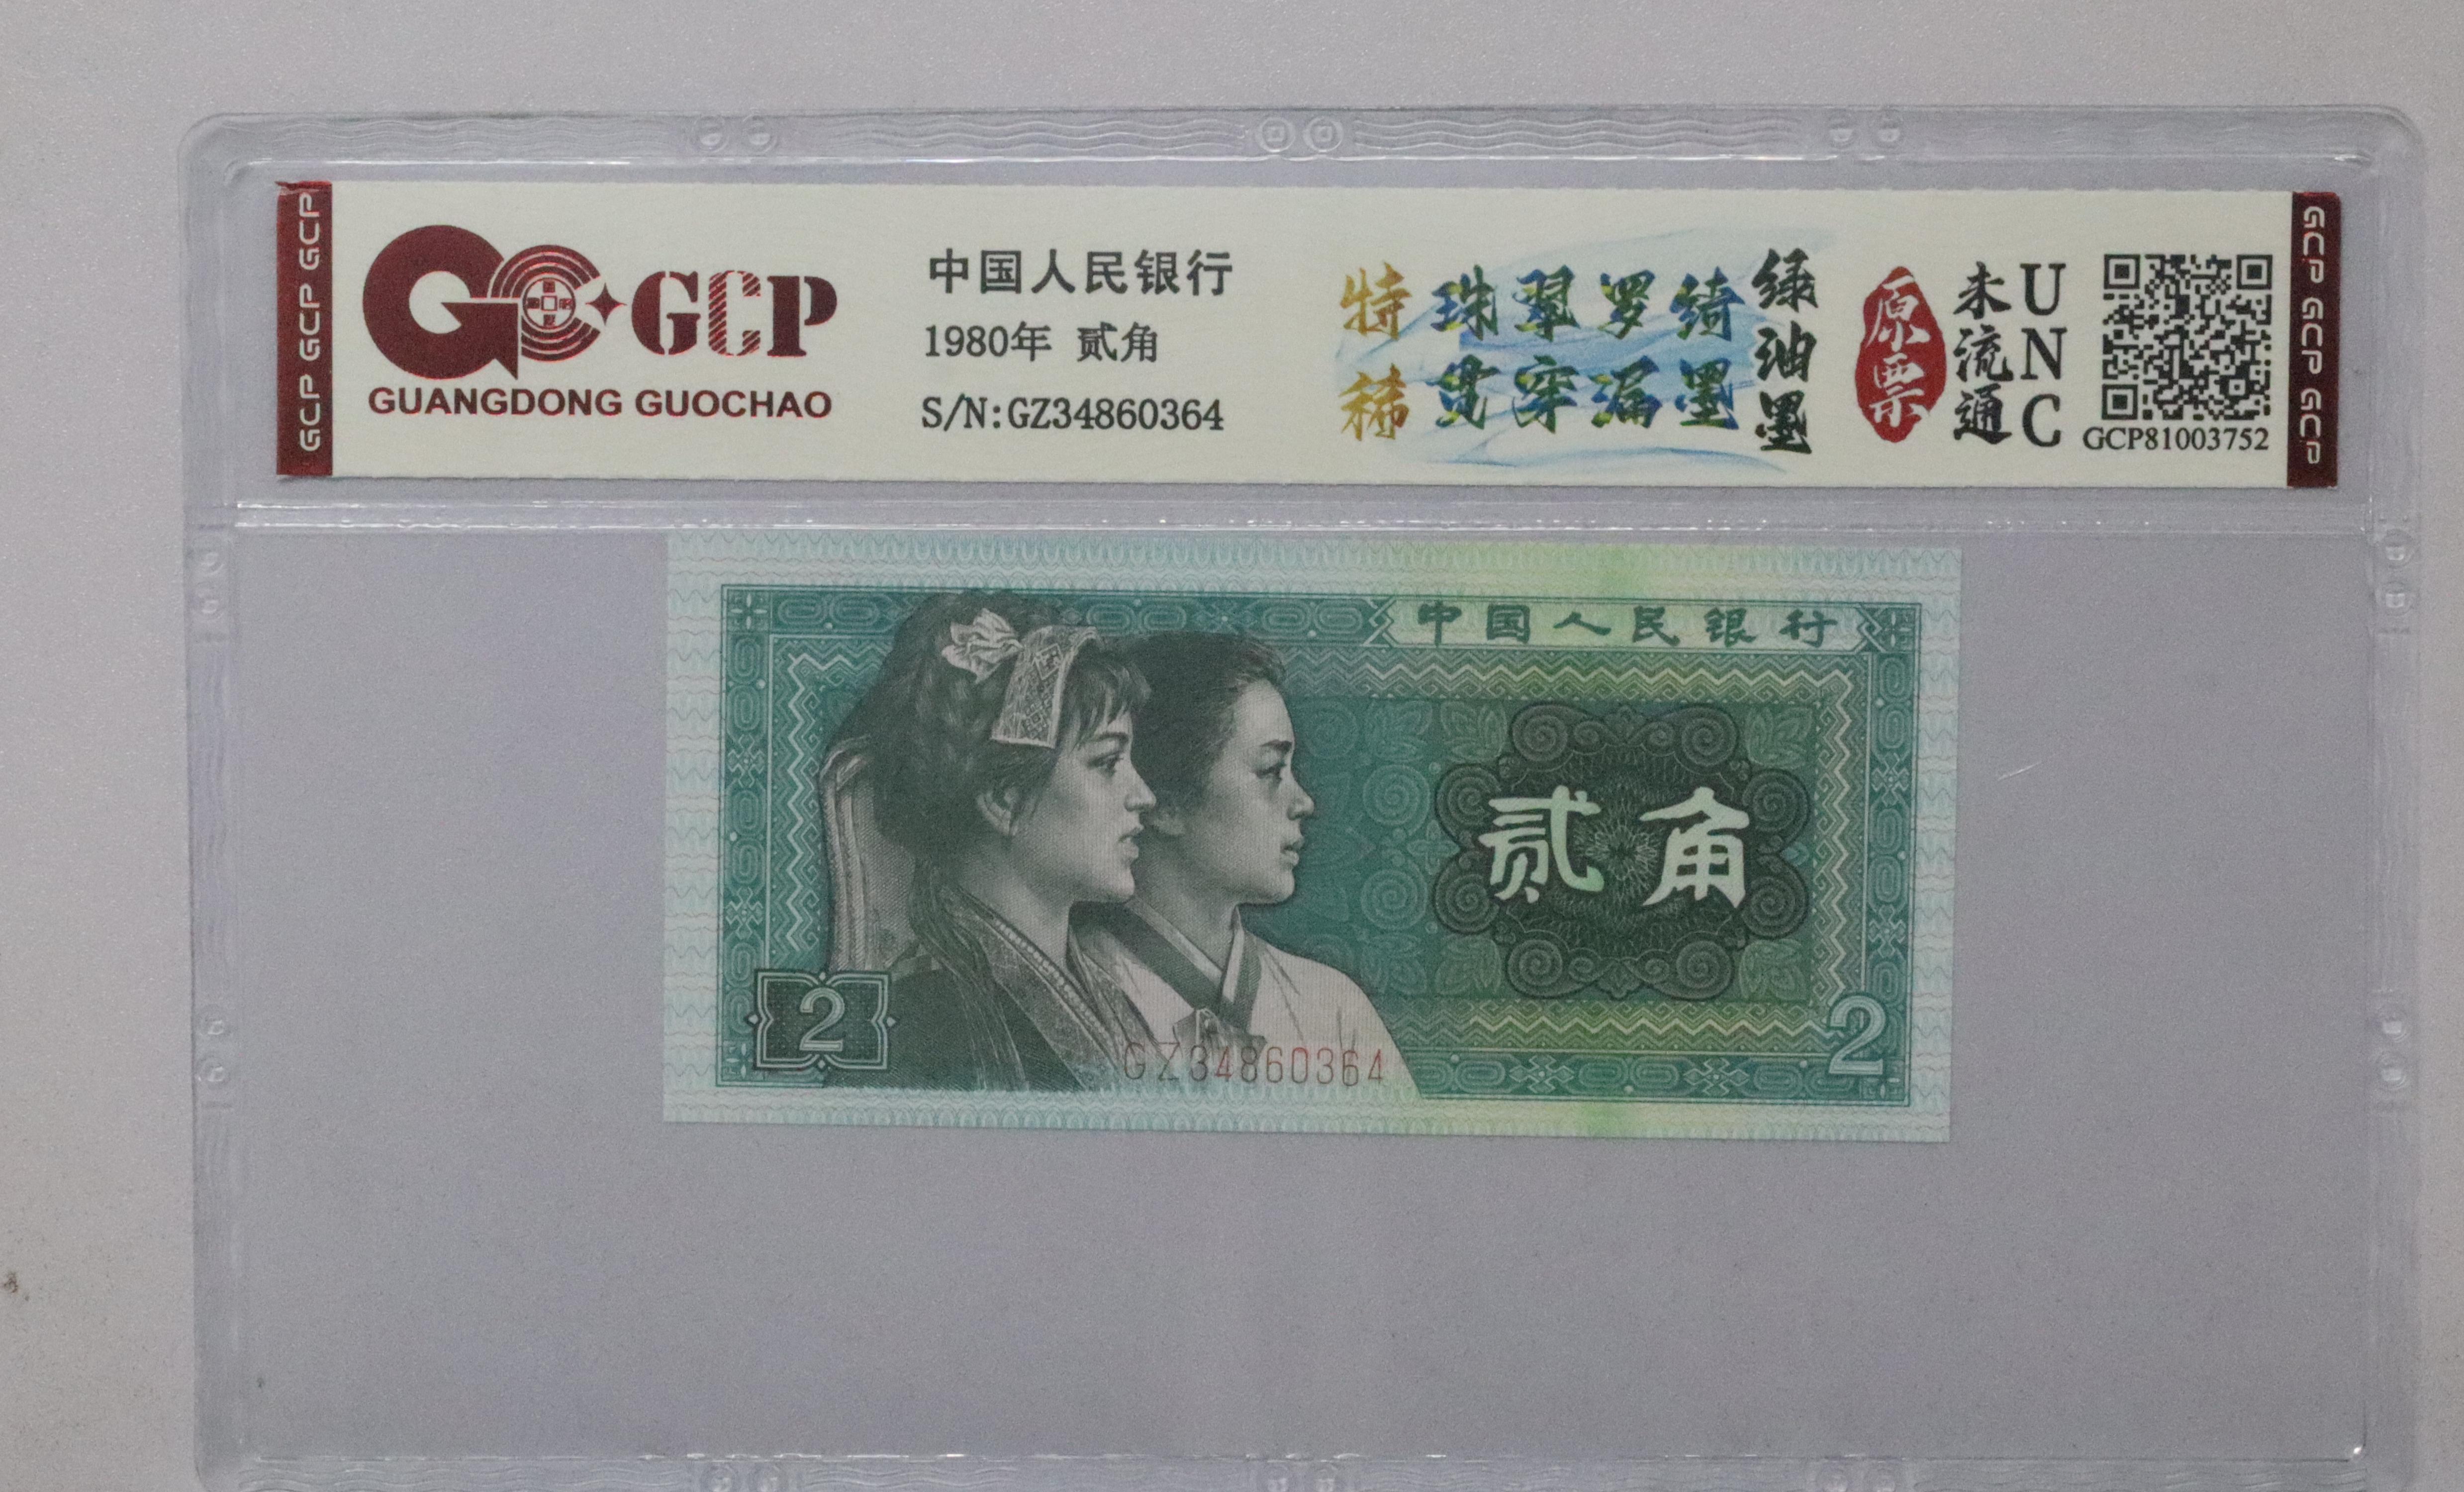 GCP GCP GCP
GCP
GUANGDONG GUOCHAO
中国人民银行
1980年 贰角
S/N:GZ34860364
特稀
珠翠罗绮
贯穿漏墨
绿油墨
原票
未流通
UNC
GCP81003752
GCP GCP GCP
中国人民银行
贰角
2
GZ34860364
2